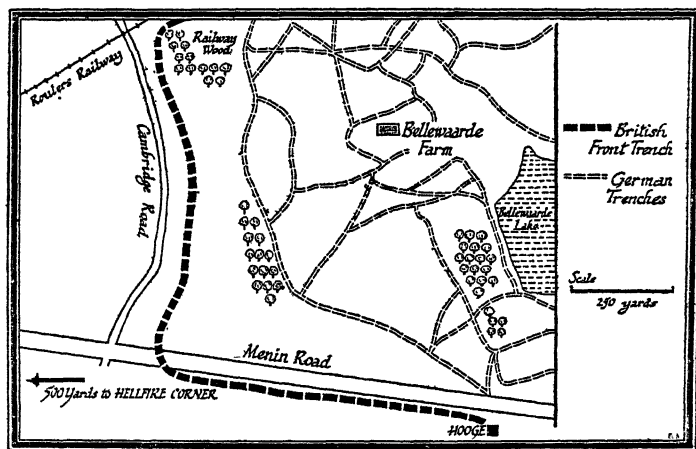 Railway
Wood
Roulers Railway
Cambridge Road
Bellewaarde
Farm
Bellewaarde
Lake
Menin Road
500 Yards to HELLFIRE CORNER
HOOGE
British
Front Trench
German
Trenches
Scale
250 yards